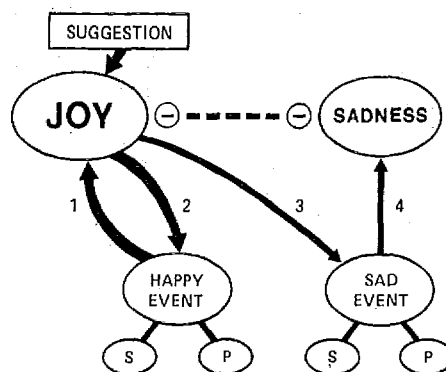 SUGGESTION
JOY
− −
SADNESS
1 2 3 4
HAPPY
EVENT
SAD
EVENT
S P S P